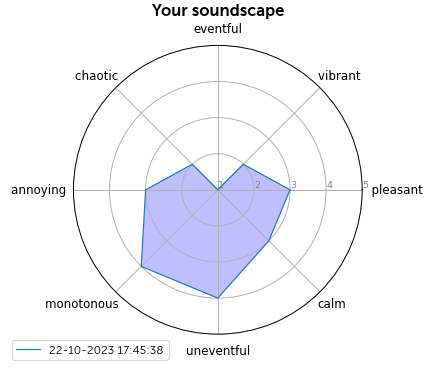 Your soundscape
eventful
chaotic
vibrant
annoying
1 2 3 4 5
pleasant
monotonous
calm
uneventful
22-10-2023 17:45:38